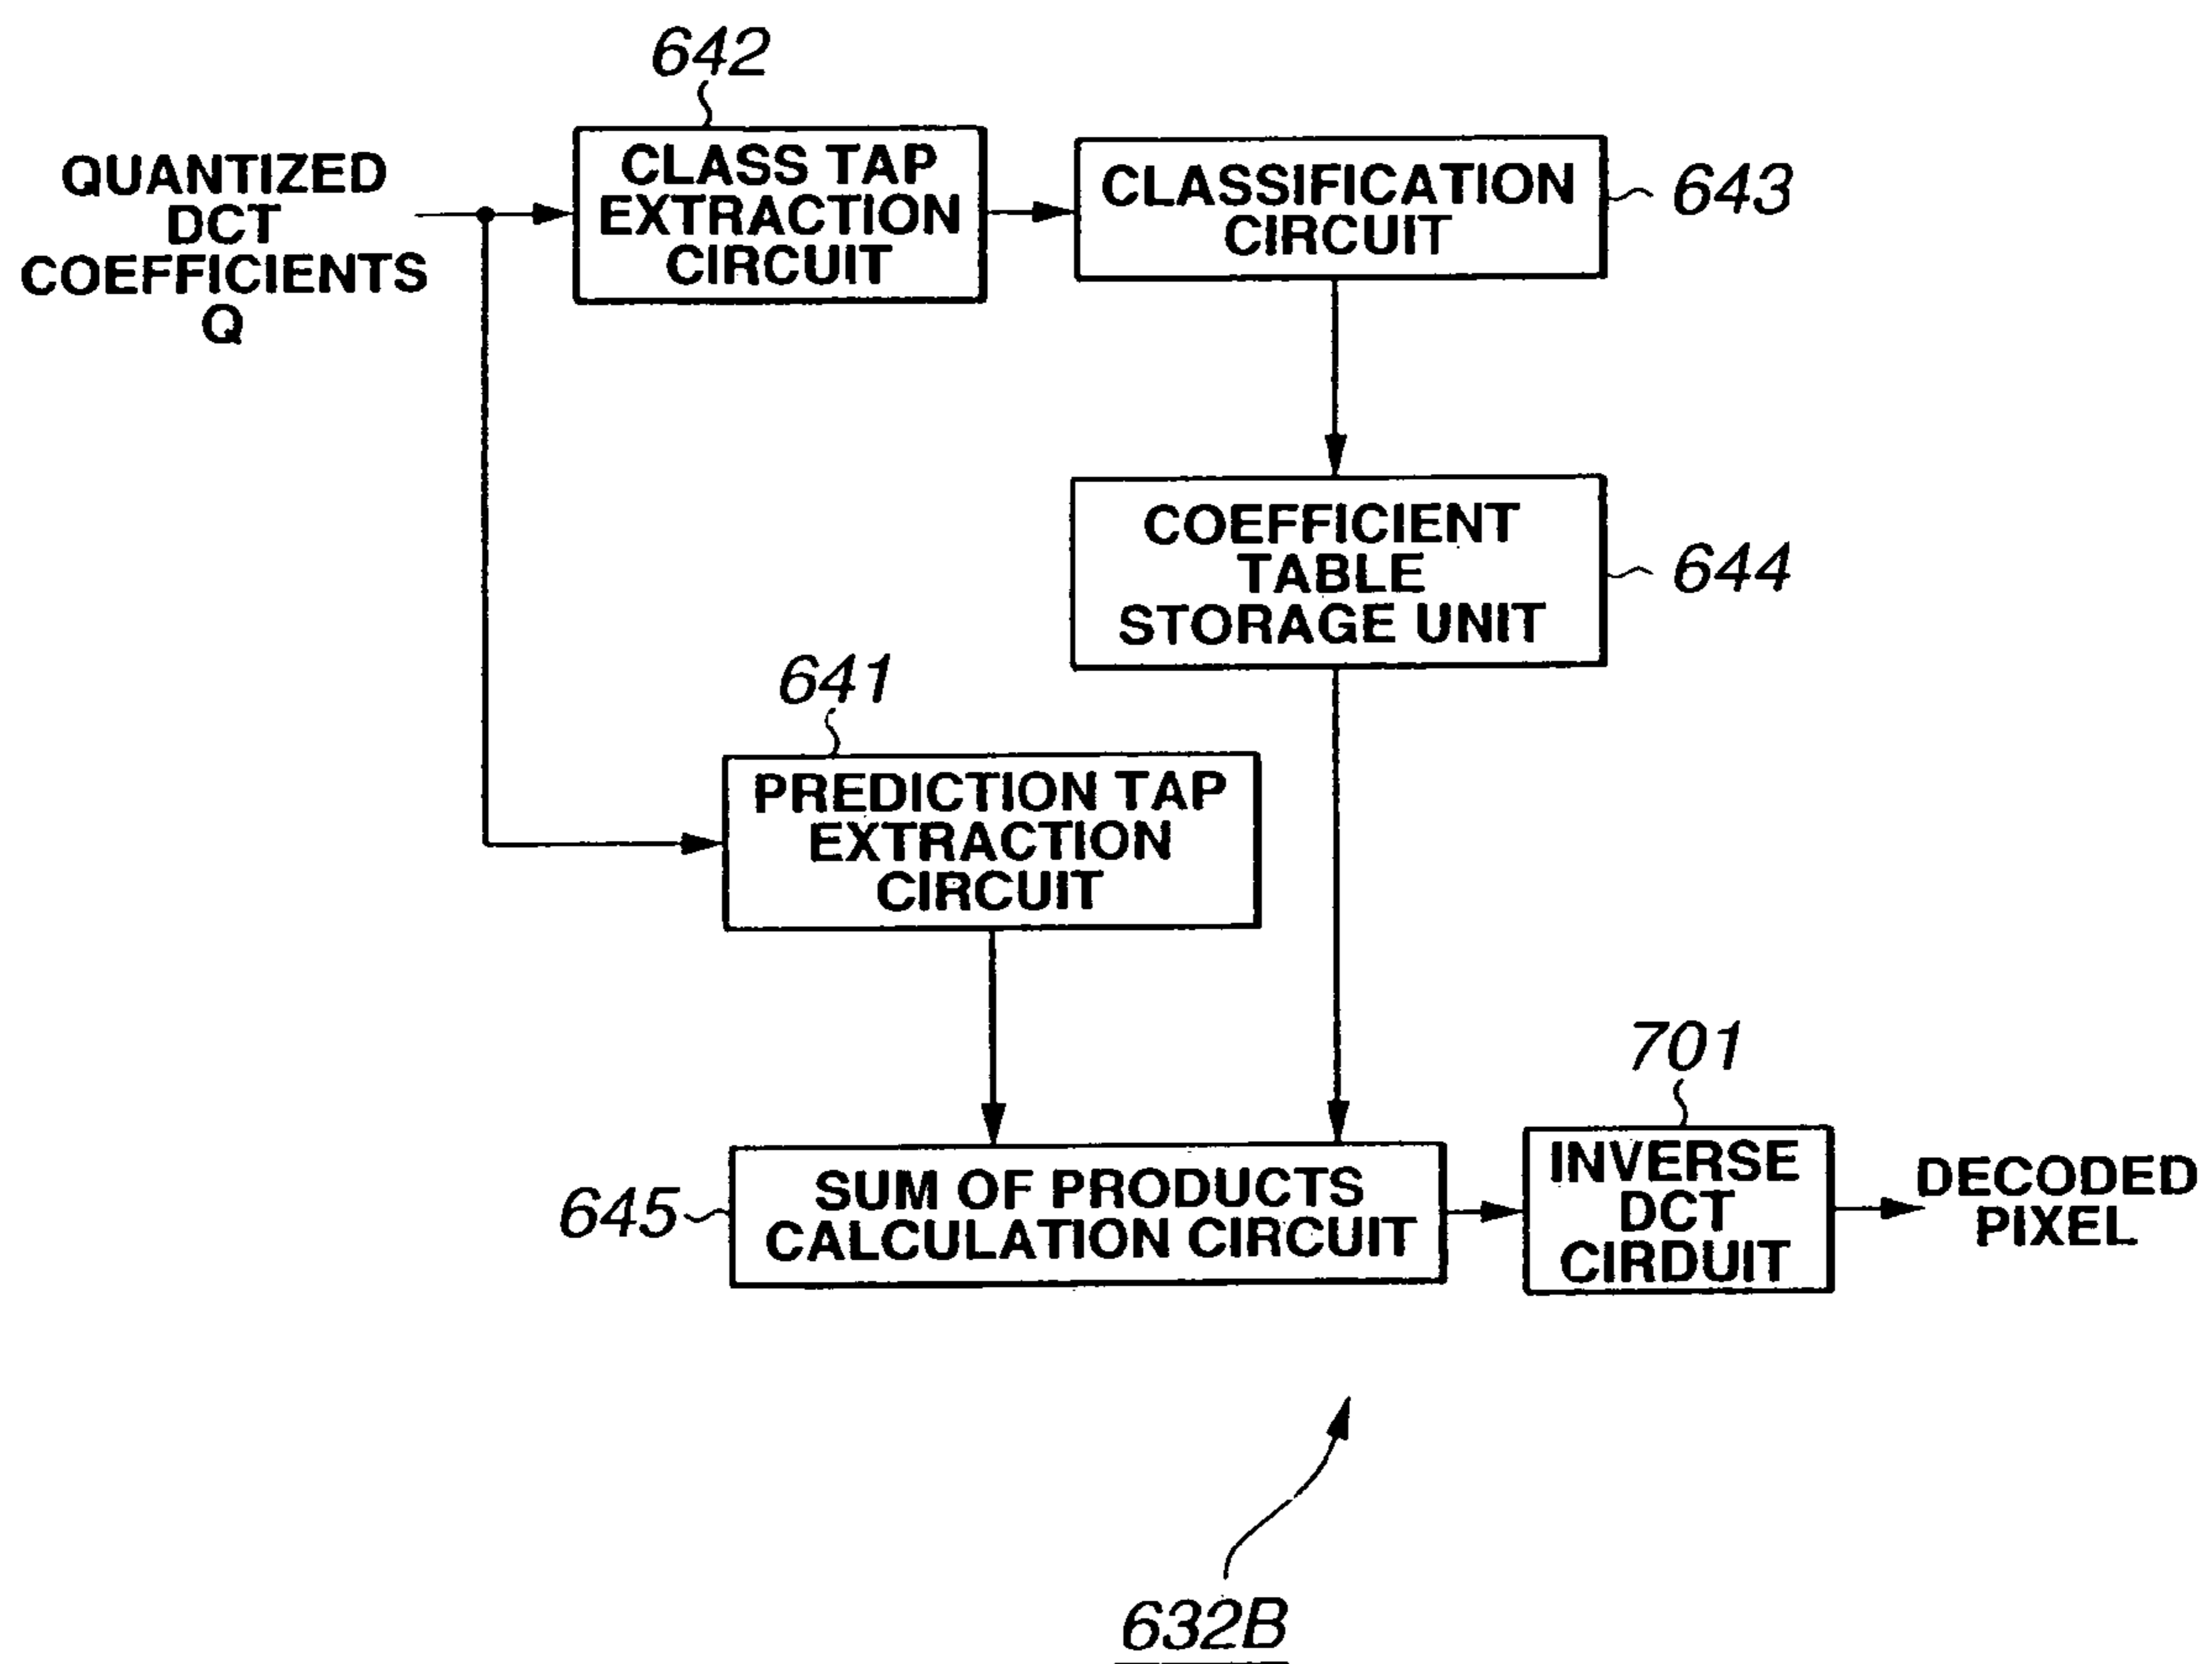 642
QUANTIZED
DCT
COEFFICIENTS
Q
CLASS TAP
EXTRACTION
CIRCUIT
CLASSIFICATION
CIRCUIT
643
COEFFICIENT
TABLE
STORAGE UNIT
644
641
PREDICTION TAP
EXTRACTION
CIRCUIT
645
SUM OF PRODUCTS
CALCULATION CIRCUIT
701
INVERSE
DCT
CIRDUIT
DECODED
PIXEL
632B